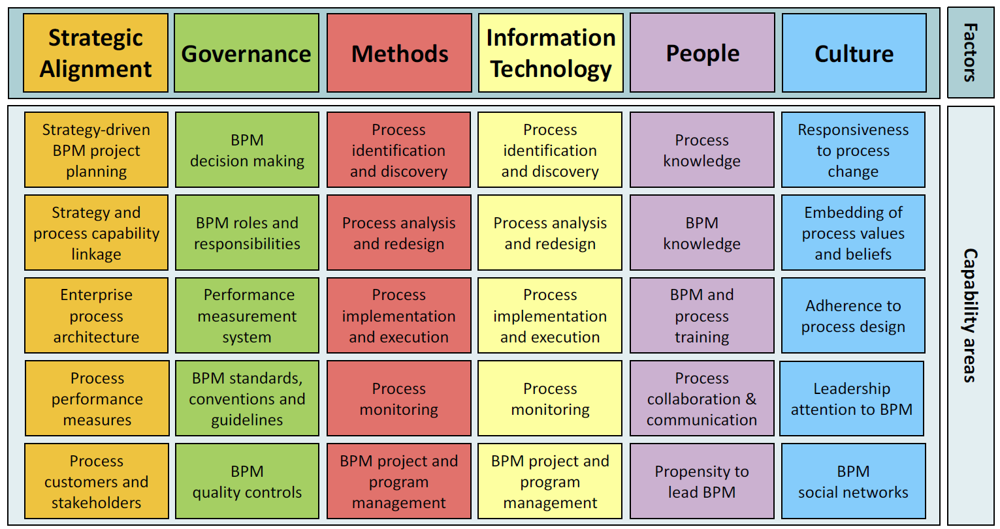 Strategic
Alignment
Governance
Methods
Information
Technology
People
Culture
Factors
Strategy-driven
BPM project
planning
BPM
decision making
Process
identification
and discovery
Process
identification
and discovery
Process
knowledge
Responsiveness
to process
change
Strategy and
process capability
linkage
BPM roles and
responsibilities
Process analysis
and redesign
Process analysis
and redesign
BPM
knowledge
Embedding of
process values
and beliefs
Enterprise
process
architecture
Performance
measurement
system
Process
implementation
and execution
Process
implementation
and execution
BPM and
process
training
Adherence to
process design
Process
performance
measures
BPM standards,
conventions and
guidelines
Process
monitoring
Process
monitoring
Process
collaboration &
communication
Leadership
attention to BPM
Process
customers and
stakeholders
BPM
quality controls
BPM project and
program
management
BPM project and
program
management
Propensity to
lead BPM
BPM
social networks
Capability areas